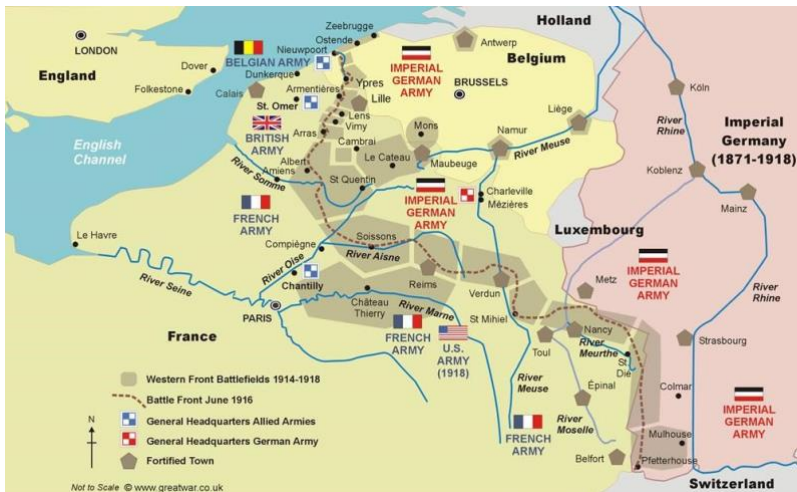 Holland
Zeebrugge
Ostende
Nieuwpoort
Antwerp
LONDON
BELGIAN ARMY
IMPERIAL
GERMAN
ARMY
Belgium
England
Dover
Folkestone
Dunkerque
Calais
Ypres
Armentières
Lille
BRUSSELS
Köln
St. Omer
BRITISH
ARMY
Lens
Vimy
Arras
Mons
Liège
Namur
River Meuse
River
Rhine
Imperial
Germany
(1871-1918)
English
Channel
Cambrai
Le Cateau
Maubeuge
Koblenz
Albert
Amiens
River Somme
St Quentin
IMPERIAL
GERMAN
ARMY
Charleville
Mézières
Mainz
FRENCH
ARMY
Luxembourg
Le Havre
Compiègne
Soissons
River Aisne
River Oise
Chantilly
Reims
Verdun
Metz
IMPERIAL
GERMAN
ARMY
River
Rhine
River Seine
PARIS
Château
Thierry
River Marne
St Mihiel
France
FRENCH
ARMY
U.S.
ARMY
(1918)
Toul
Nancy
River
Meurthe
St.
Dié
Strasbourg
River
Meuse
Épinal
Colmar
River
Moselle
FRENCH
ARMY
IMPERIAL
GERMAN
ARMY
Mulhouse
Belfort
Pfetterhouse
Switzerland
Western Front Battlefields 1914-1918
Battle Front June 1916
General Headquarters Allied Armies
General Headquarters German Army
Fortified Town
N
Not to Scale © www.greatwar.co.uk